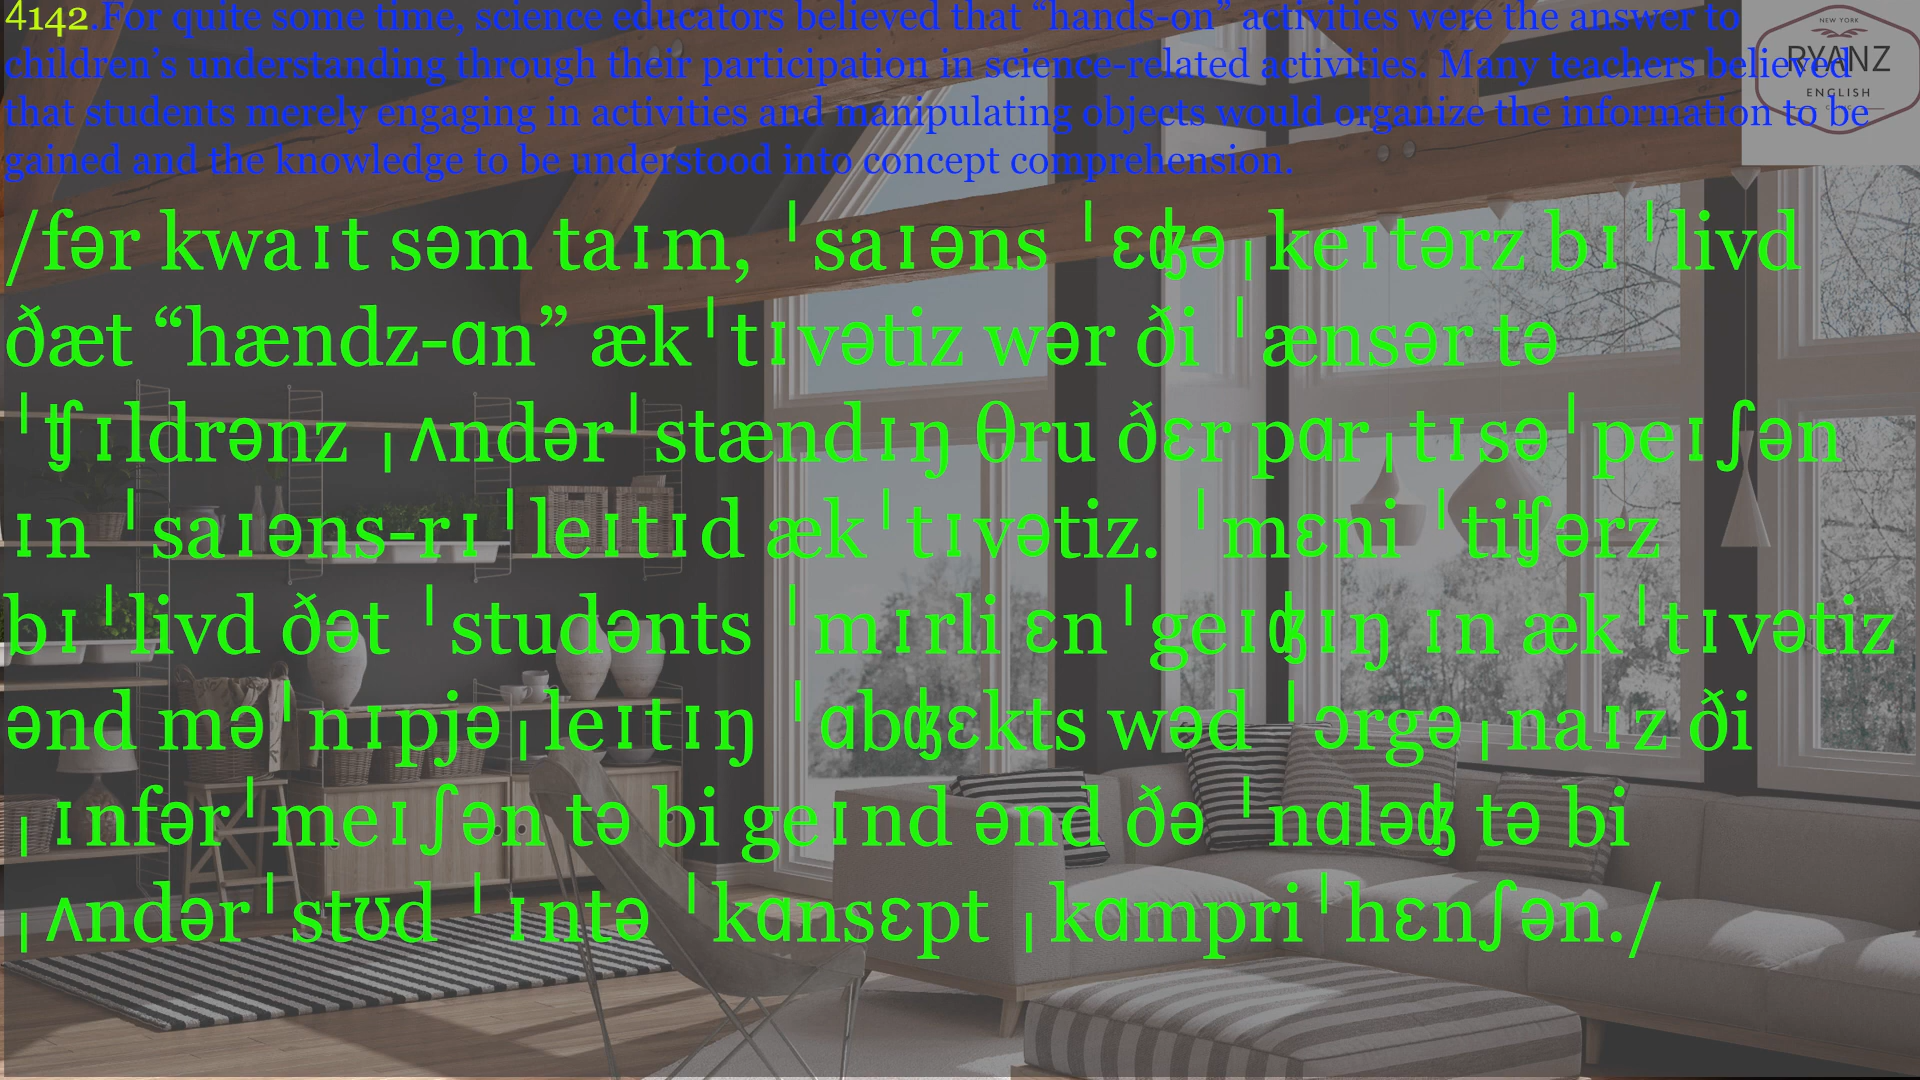 4142.For quite some time, science educators believed that “hands-on” activities were the answer to
children’s understanding through their participation in science-related activities. Many teachers believed
that students merely engaging in activities and manipulating objects would organize the information to be
gained and the knowledge to be understood into concept comprehension.
NEW YORK
RYANZ
ENGLISH
/fər kwaɪt səm taɪm, ˈsaɪəns ˈɛʤəˌkeɪtərz bɪˈlivd
ðæt “hændz-ɑn” ækˈtɪvətiz wər ði ˈænsər tə
ˈʧɪldrənz ˌʌndərˈstændɪŋ θru ðɛr pɑrˌtɪsəˈpeɪʃən
ɪn ˈsaɪəns-rɪˈleɪtɪd ækˈtɪvətiz. ˈmɛni ˈtiʧərz
bɪˈlivd ðət ˈstudənts ˈmɪrli ɛnˈgeɪʤɪŋ ɪn ækˈtɪvətiz
ənd məˈnɪpjəˌleɪtɪŋ ˈɑbʤɛkts wəd ˈɔrgəˌnaɪz ði
ˌɪnfərˈmeɪʃən tə bi geɪnd ənd ðə ˈnɑləʤ tə bi
ˌʌndərˈstʊd ˈɪntə ˈkɑnsɛpt ˌkɑmpriˈhɛnʃən./